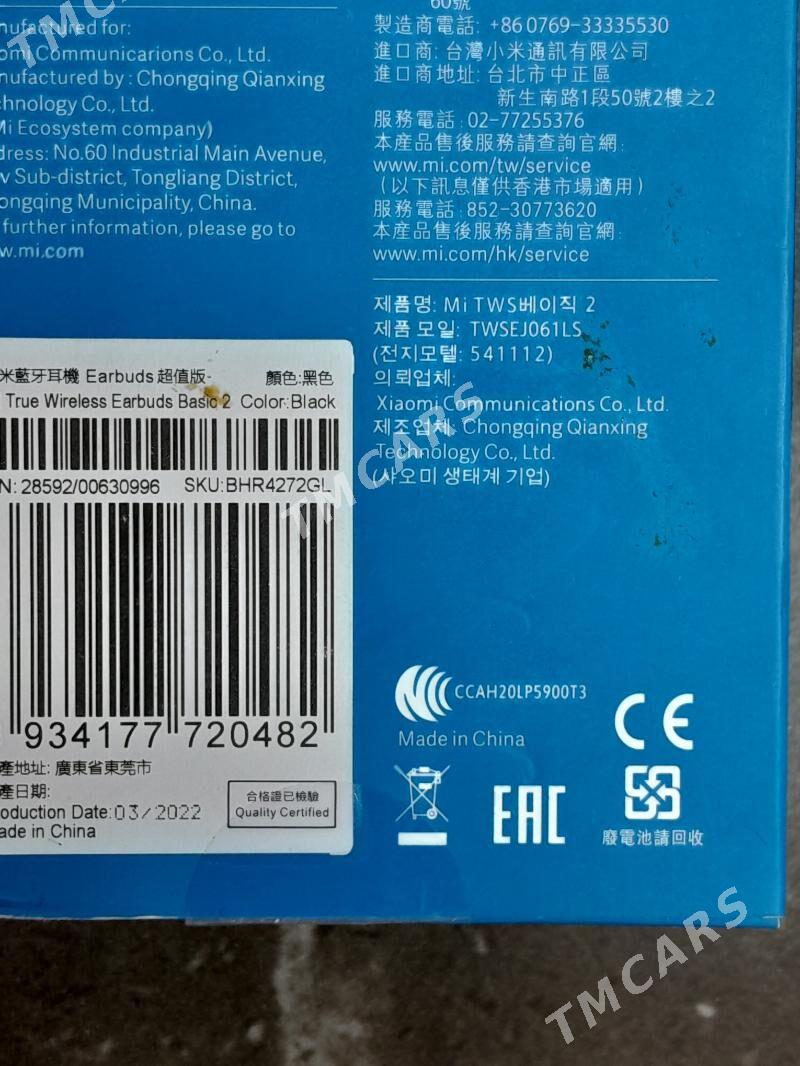 nufactured for:
omi Communicarions Co., Ltd.
nufactured by : Chongqing Qianxing
chnology Co., Ltd.
Mi Ecosystem company)
dress: No.60 Industrial Main Avenue,
Sub-district, Tongliang District,
ongqing Municipality, China.
further information, please go to
w.mi.com
60號
製造商電話: +86 0769-33335530
進口商: 台灣小米通訊有限公司
進口商地址: 台北市中正區
新生南路1段50號2樓之2
服務電話: 02-77255376
本産品售後服務請查詢官網:
www.mi.com/tw/service
(以下訊息僅供香港市場適用)
服務電話: 852-30773620
本産品售後服務請查詢官網:
www.mi.com/hk/service
제품명: Mi TWS베이직 2
제품 모일: TWSEJ061LS
(전지모텔: 541112)
의뢰업체:
Xiaomi Communications Co., Ltd.
제조업체: Chongqing Qianxing
Technology Co., Ltd.
(샤오미 생태계 기업)
米藍牙耳機 Earbuds 超值版- 顏色:黑色
True Wireless Earbuds Basic 2 Color:Black
N: 28592/00630996 SKU:BHR4272GL
934177 720482
產地址: 廣東省東莞市
產日期:
oduction Date:03/2022
ade in China
合格證已檢驗
Quality Certified
CCAH20LP5900T3
Made in China
CE
EAC
廢電池請回收
TMCARS
TMCARS
TMCARS